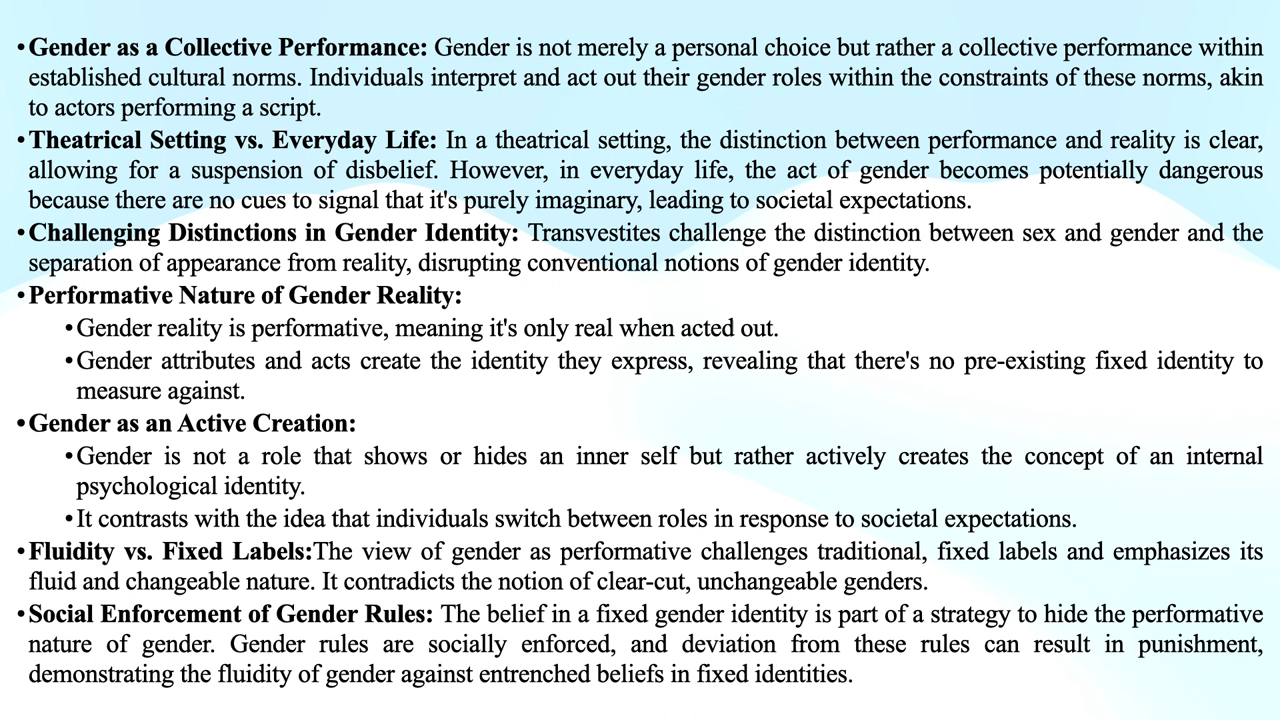 •Gender as a Collective Performance: Gender is not merely a personal choice but rather a collective performance within
established cultural norms. Individuals interpret and act out their gender roles within the constraints of these norms, akin
to actors performing a script.
•Theatrical Setting vs. Everyday Life: In a theatrical setting, the distinction between performance and reality is clear,
allowing for a suspension of disbelief. However, in everyday life, the act of gender becomes potentially dangerous
because there are no cues to signal that it's purely imaginary, leading to societal expectations.
•Challenging Distinctions in Gender Identity: Transvestites challenge the distinction between sex and gender and the
separation of appearance from reality, disrupting conventional notions of gender identity.
•Performative Nature of Gender Reality:
•Gender reality is performative, meaning it's only real when acted out.
•Gender attributes and acts create the identity they express, revealing that there's no pre-existing fixed identity to
measure against.
•Gender as an Active Creation:
•Gender is not a role that shows or hides an inner self but rather actively creates the concept of an internal
psychological identity.
•It contrasts with the idea that individuals switch between roles in response to societal expectations.
•Fluidity vs. Fixed Labels:The view of gender as performative challenges traditional, fixed labels and emphasizes its
fluid and changeable nature. It contradicts the notion of clear-cut, unchangeable genders.
•Social Enforcement of Gender Rules: The belief in a fixed gender identity is part of a strategy to hide the performative
nature of gender. Gender rules are socially enforced, and deviation from these rules can result in punishment,
demonstrating the fluidity of gender against entrenched beliefs in fixed identities.